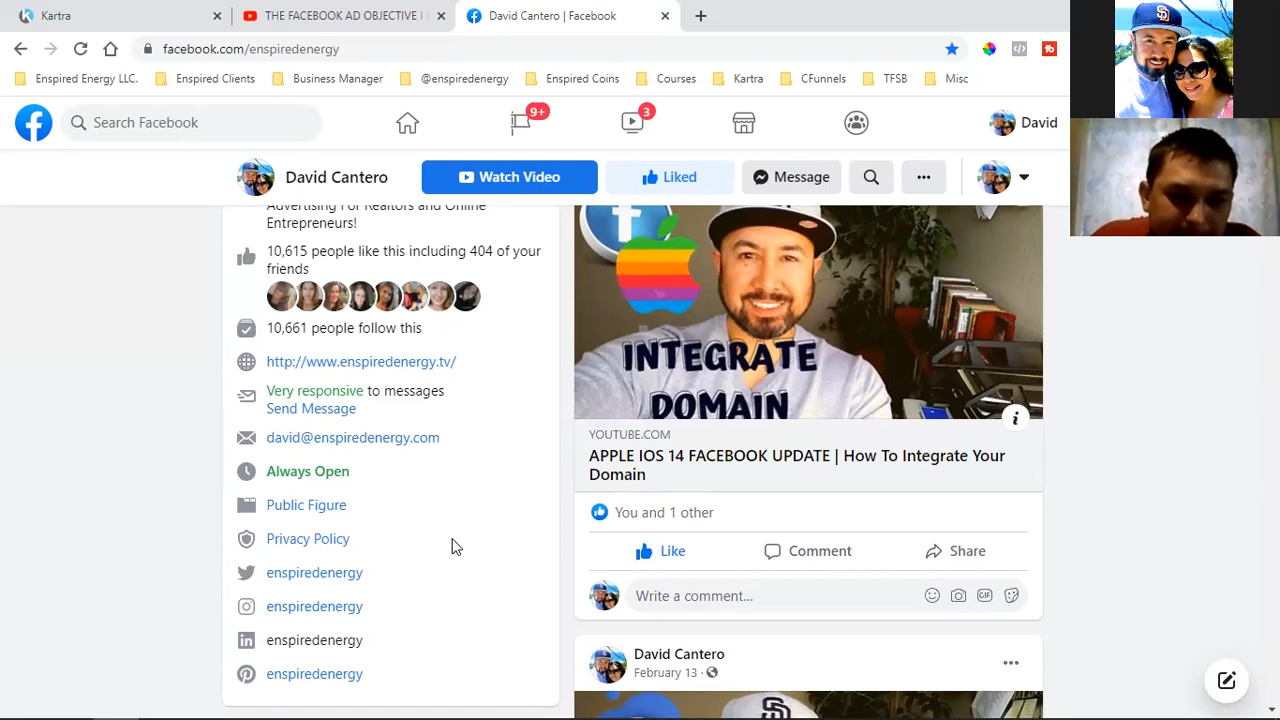 Kartra
THE FACEBOOK AD OBJECTIVE I
David Cantero | Facebook
facebook.com/enspiredenergy
Enspired Energy LLC.
Enspired Clients
Business Manager
@enspiredenergy
Enspired Coins
Courses
Kartra
CFunnels
TFSB
Misc
Search Facebook
9+
3
David
David Cantero
Watch Video
Liked
Message
Advertising For Realtors and Online
Entrepreneurs!
10,615 people like this including 404 of your
friends
10,661 people follow this
http://www.enspiredenergy.tv/
Very responsive to messages
Send Message
david@enspiredenergy.com
Always Open
Public Figure
Privacy Policy
enspiredenergy
enspiredenergy
enspiredenergy
enspiredenergy
INTEGRATE
DOMAIN
YOUTUBE.COM
APPLE IOS 14 FACEBOOK UPDATE | How To Integrate Your
Domain
You and 1 other
Like
Comment
Share
Write a comment...
GIF
David Cantero
February 13